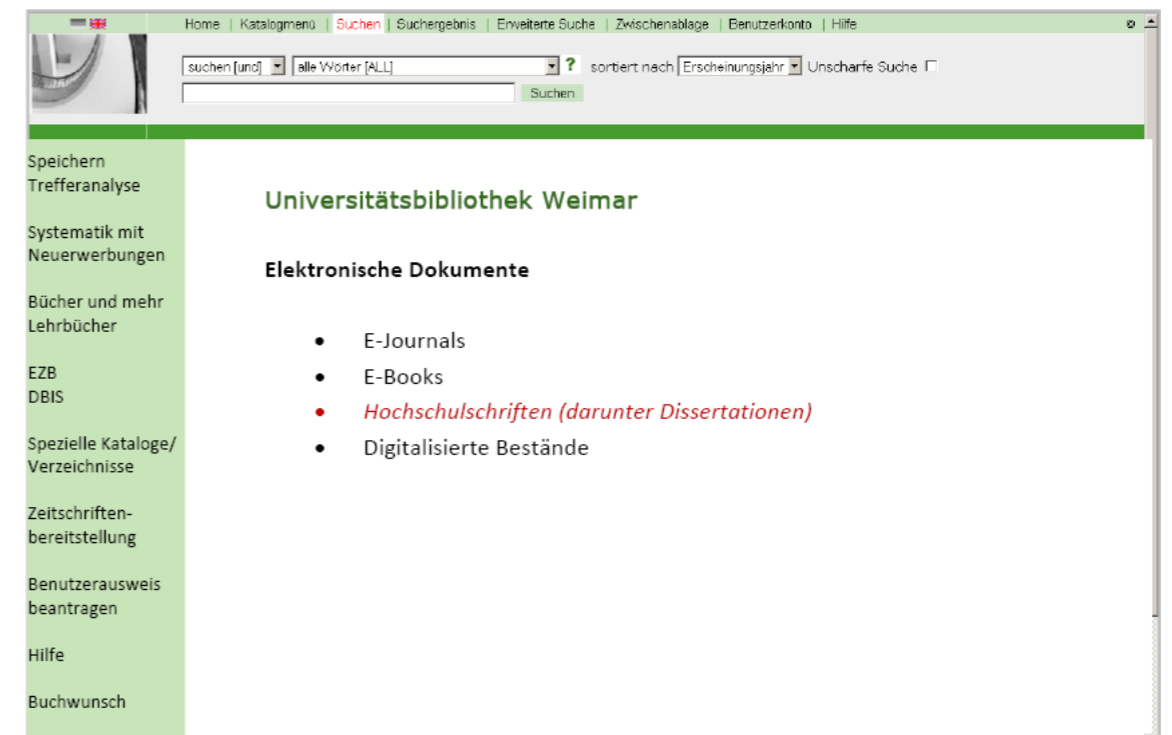 Home | Katalogmenü | Suchen | Suchergebnis | Erweiterte Suche | Zwischenablage | Benutzerkonto | Hilfe
suchen [und] alle Wörter [ALL] ? sortiert nach Erscheinungsjahr Unscharfe Suche
Suchen
Speichern
Trefferanalyse
Systematik mit
Neuerwerbungen
Bücher und mehr
Lehrbücher
EZB
DBIS
Spezielle Kataloge/
Verzeichnisse
Zeitschriften-
bereitstellung
Benutzerausweis
beantragen
Hilfe
Buchwunsch
Universitätsbibliothek Weimar
Elektronische Dokumente
• E-Journals
• E-Books
• Hochschulschriften (darunter Dissertationen)
• Digitalisierte Bestände